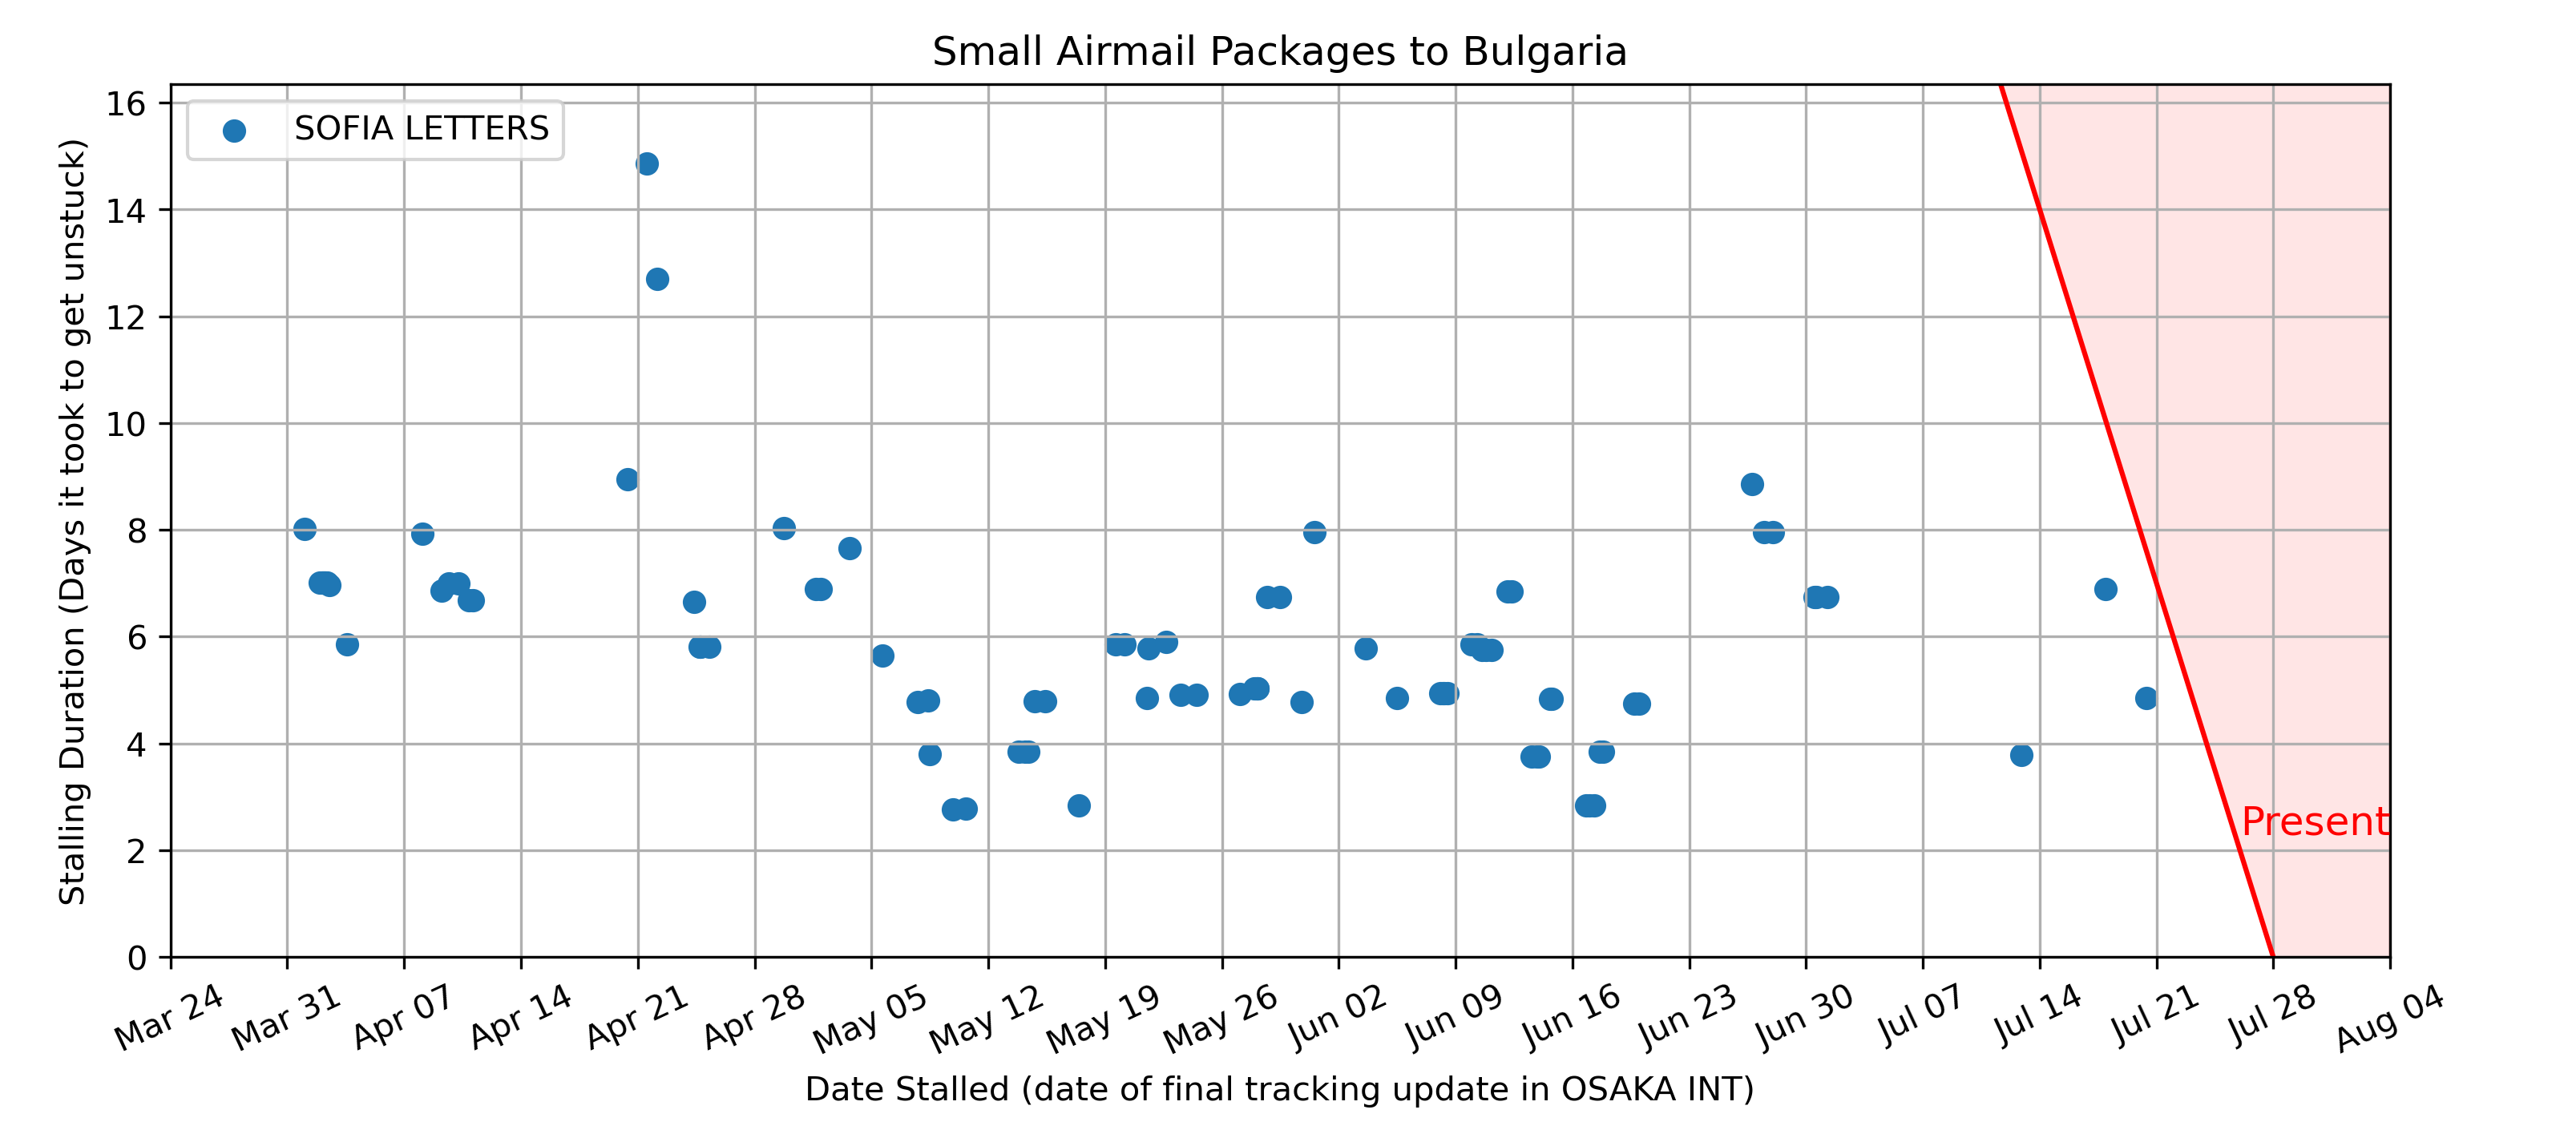 Small Airmail Packages to Bulgaria
SOFIA LETTERS
Stalling Duration (Days it took to get unstuck)
16
14
12
10
8
6
4
2
0
Present
Mar 24
Mar 31
Apr 07
Apr 14
Apr 21
Apr 28
May 05
May 12
May 19
May 26
Jun 02
Jun 09
Jun 16
Jun 23
Jun 30
Jul 07
Jul 14
Jul 21
Jul 28
Aug 04
Date Stalled (date of final tracking update in OSAKA INT)